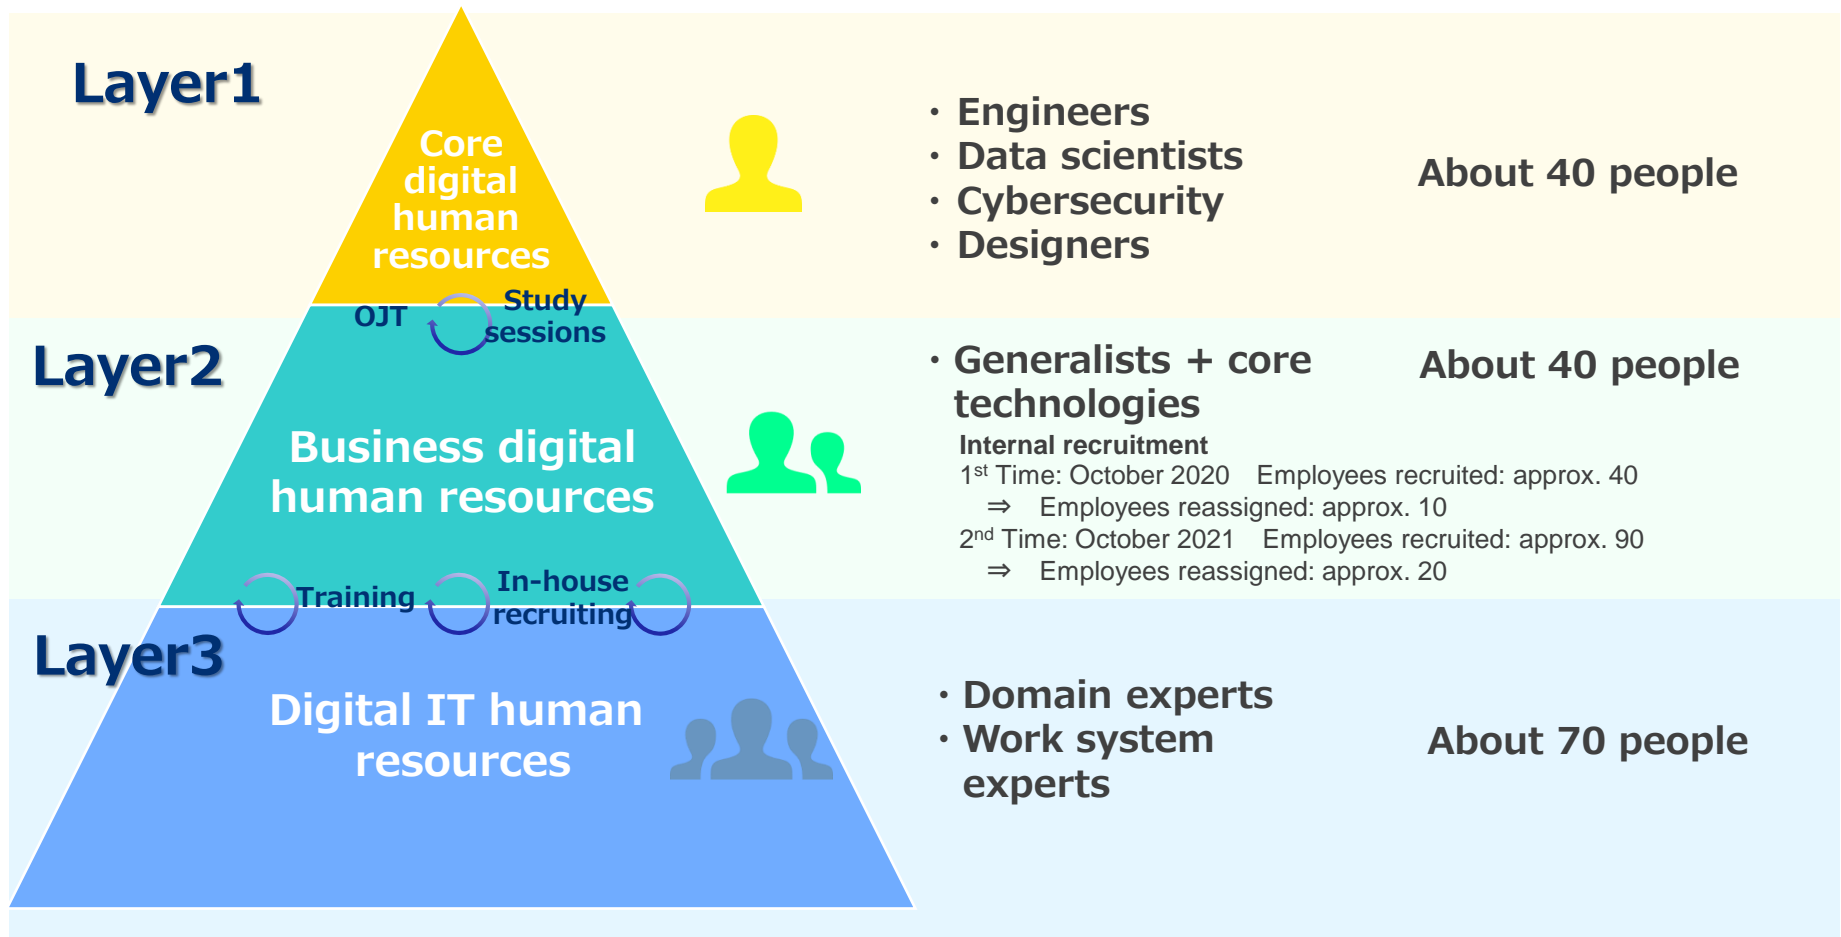 Layer1
Core
digital
human
resources
・Engineers
・Data scientists
・Cybersecurity
・Designers
About 40 people
OJT
Study
sessions
Layer2
Business digital
human resources
・Generalists + core
technologies
About 40 people
Internal recruitment
1st Time: October 2020 Employees recruited: approx. 40
⇒ Employees reassigned: approx. 10
2nd Time: October 2021 Employees recruited: approx. 90
⇒ Employees reassigned: approx. 20
Training
In-house
recruiting
Layer3
Digital IT human
resources
・Domain experts
・Work system
experts
About 70 people